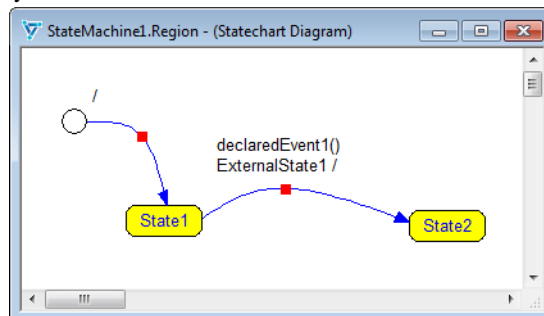 StateMachine1.Region - (Statechart Diagram)
/
declaredEvent1()
ExternalState1 /
State1
State2